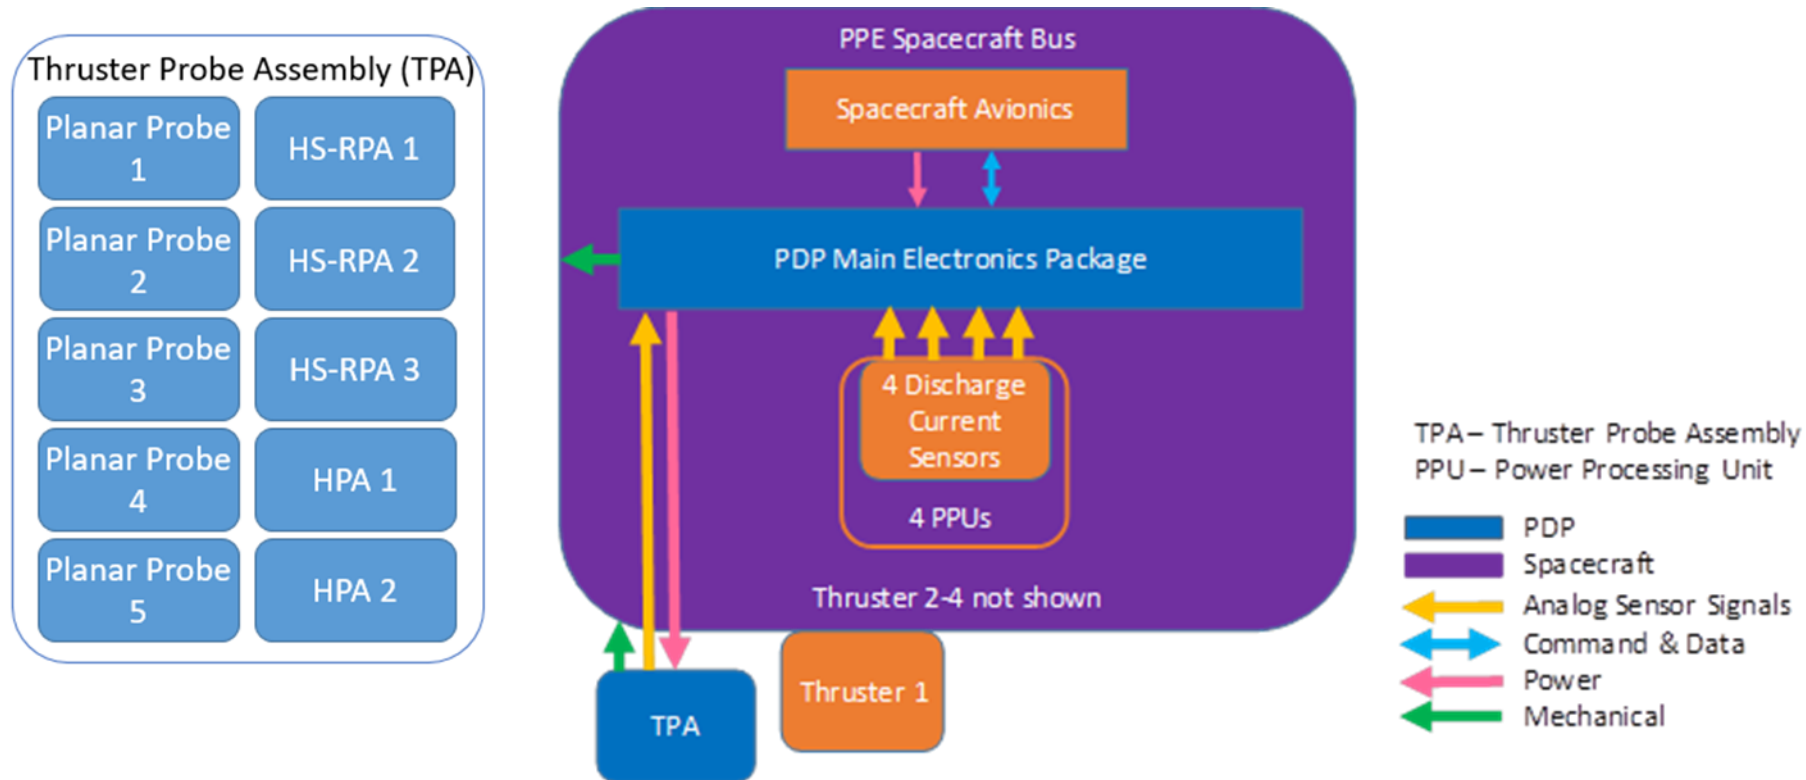 Thruster Probe Assembly (TPA)
Planar Probe
1
HS-RPA 1
Planar Probe
2
HS-RPA 2
Planar Probe
3
HS-RPA 3
Planar Probe
4
HPA 1
Planar Probe
5
HPA 2
PPE Spacecraft Bus
Spacecraft Avionics
PDP Main Electronics Package
4 Discharge
Current
Sensors
4 PPUs
Thruster 2-4 not shown
Thruster 1
TPA
TPA – Thruster Probe Assembly
PPU – Power Processing Unit
PDP
Spacecraft
Analog Sensor Signals
Command & Data
Power
Mechanical